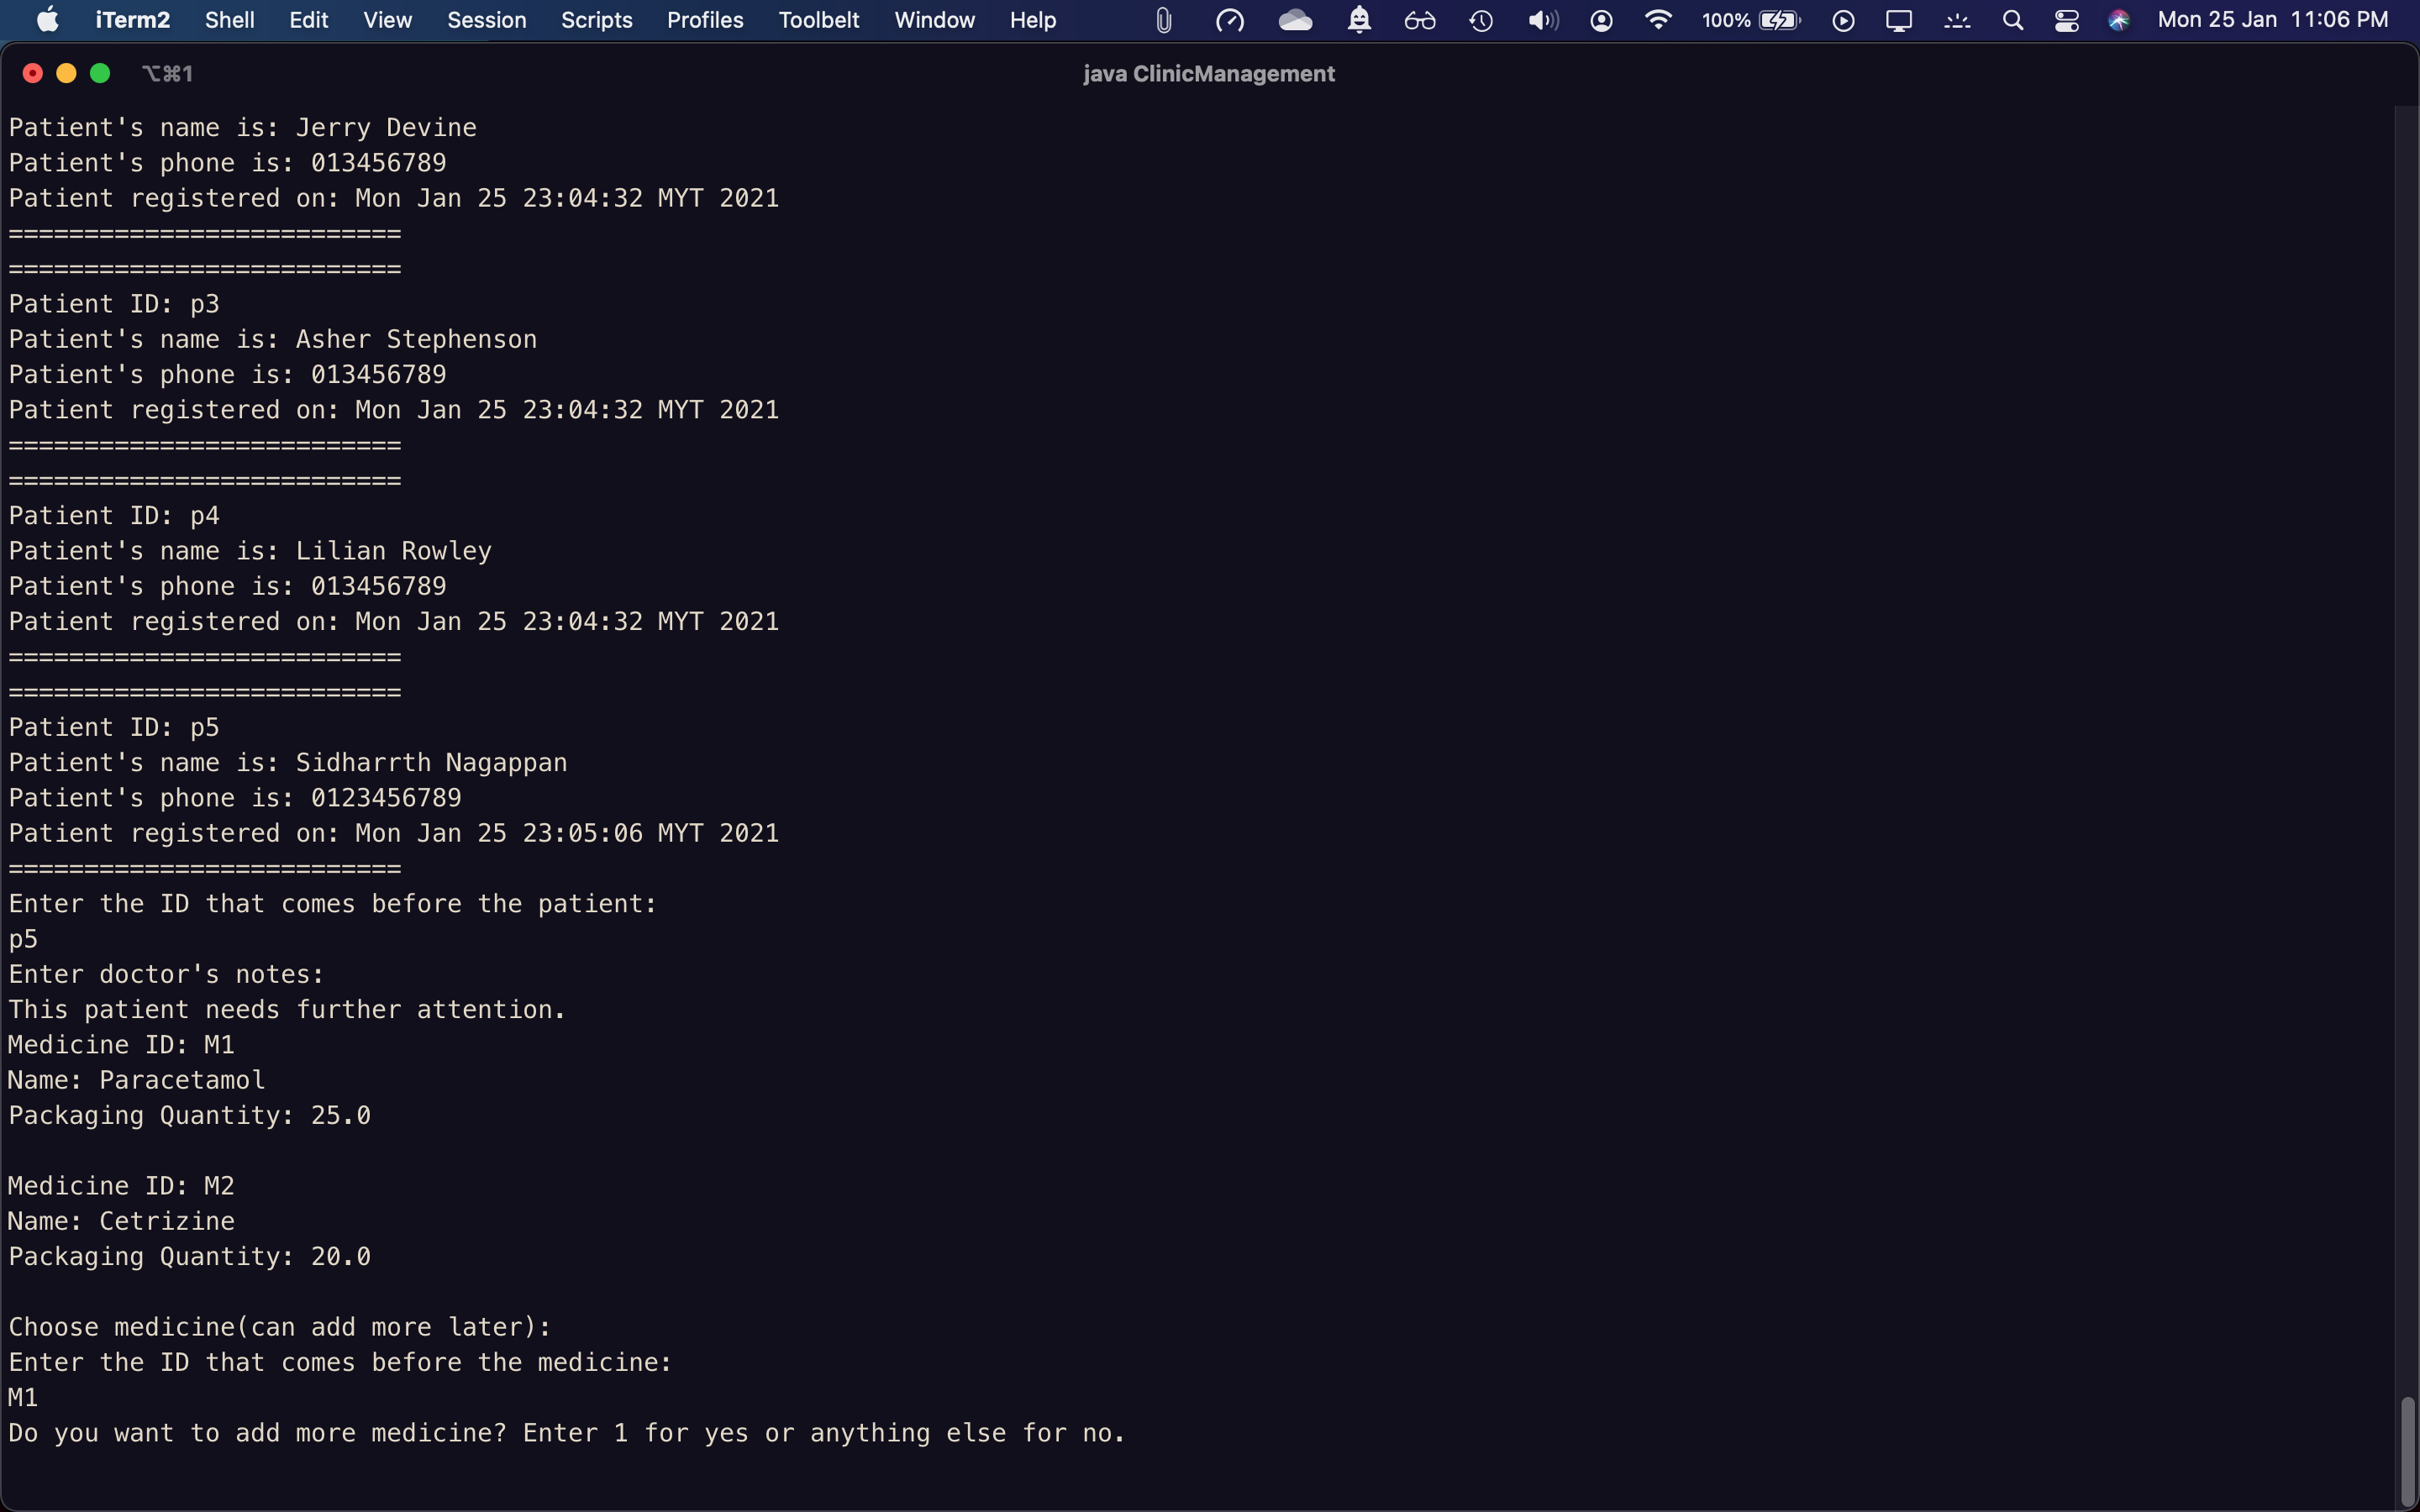 iTerm2 Shell Edit View Session Scripts Profiles Toolbelt Window Help 100% Mon 25 Jan 11:06 PM
⌥⌘1 java ClinicManagement
Patient's name is: Jerry Devine
Patient's phone is: 013456789
Patient registered on: Mon Jan 25 23:04:32 MYT 2021
==========================
==========================
Patient ID: p3
Patient's name is: Asher Stephenson
Patient's phone is: 013456789
Patient registered on: Mon Jan 25 23:04:32 MYT 2021
==========================
==========================
Patient ID: p4
Patient's name is: Lilian Rowley
Patient's phone is: 013456789
Patient registered on: Mon Jan 25 23:04:32 MYT 2021
==========================
==========================
Patient ID: p5
Patient's name is: Sidharrth Nagappan
Patient's phone is: 0123456789
Patient registered on: Mon Jan 25 23:05:06 MYT 2021
==========================
Enter the ID that comes before the patient:
p5
Enter doctor's notes:
This patient needs further attention.
Medicine ID: M1
Name: Paracetamol
Packaging Quantity: 25.0
Medicine ID: M2
Name: Cetrizine
Packaging Quantity: 20.0
Choose medicine(can add more later):
Enter the ID that comes before the medicine:
M1
Do you want to add more medicine? Enter 1 for yes or anything else for no.